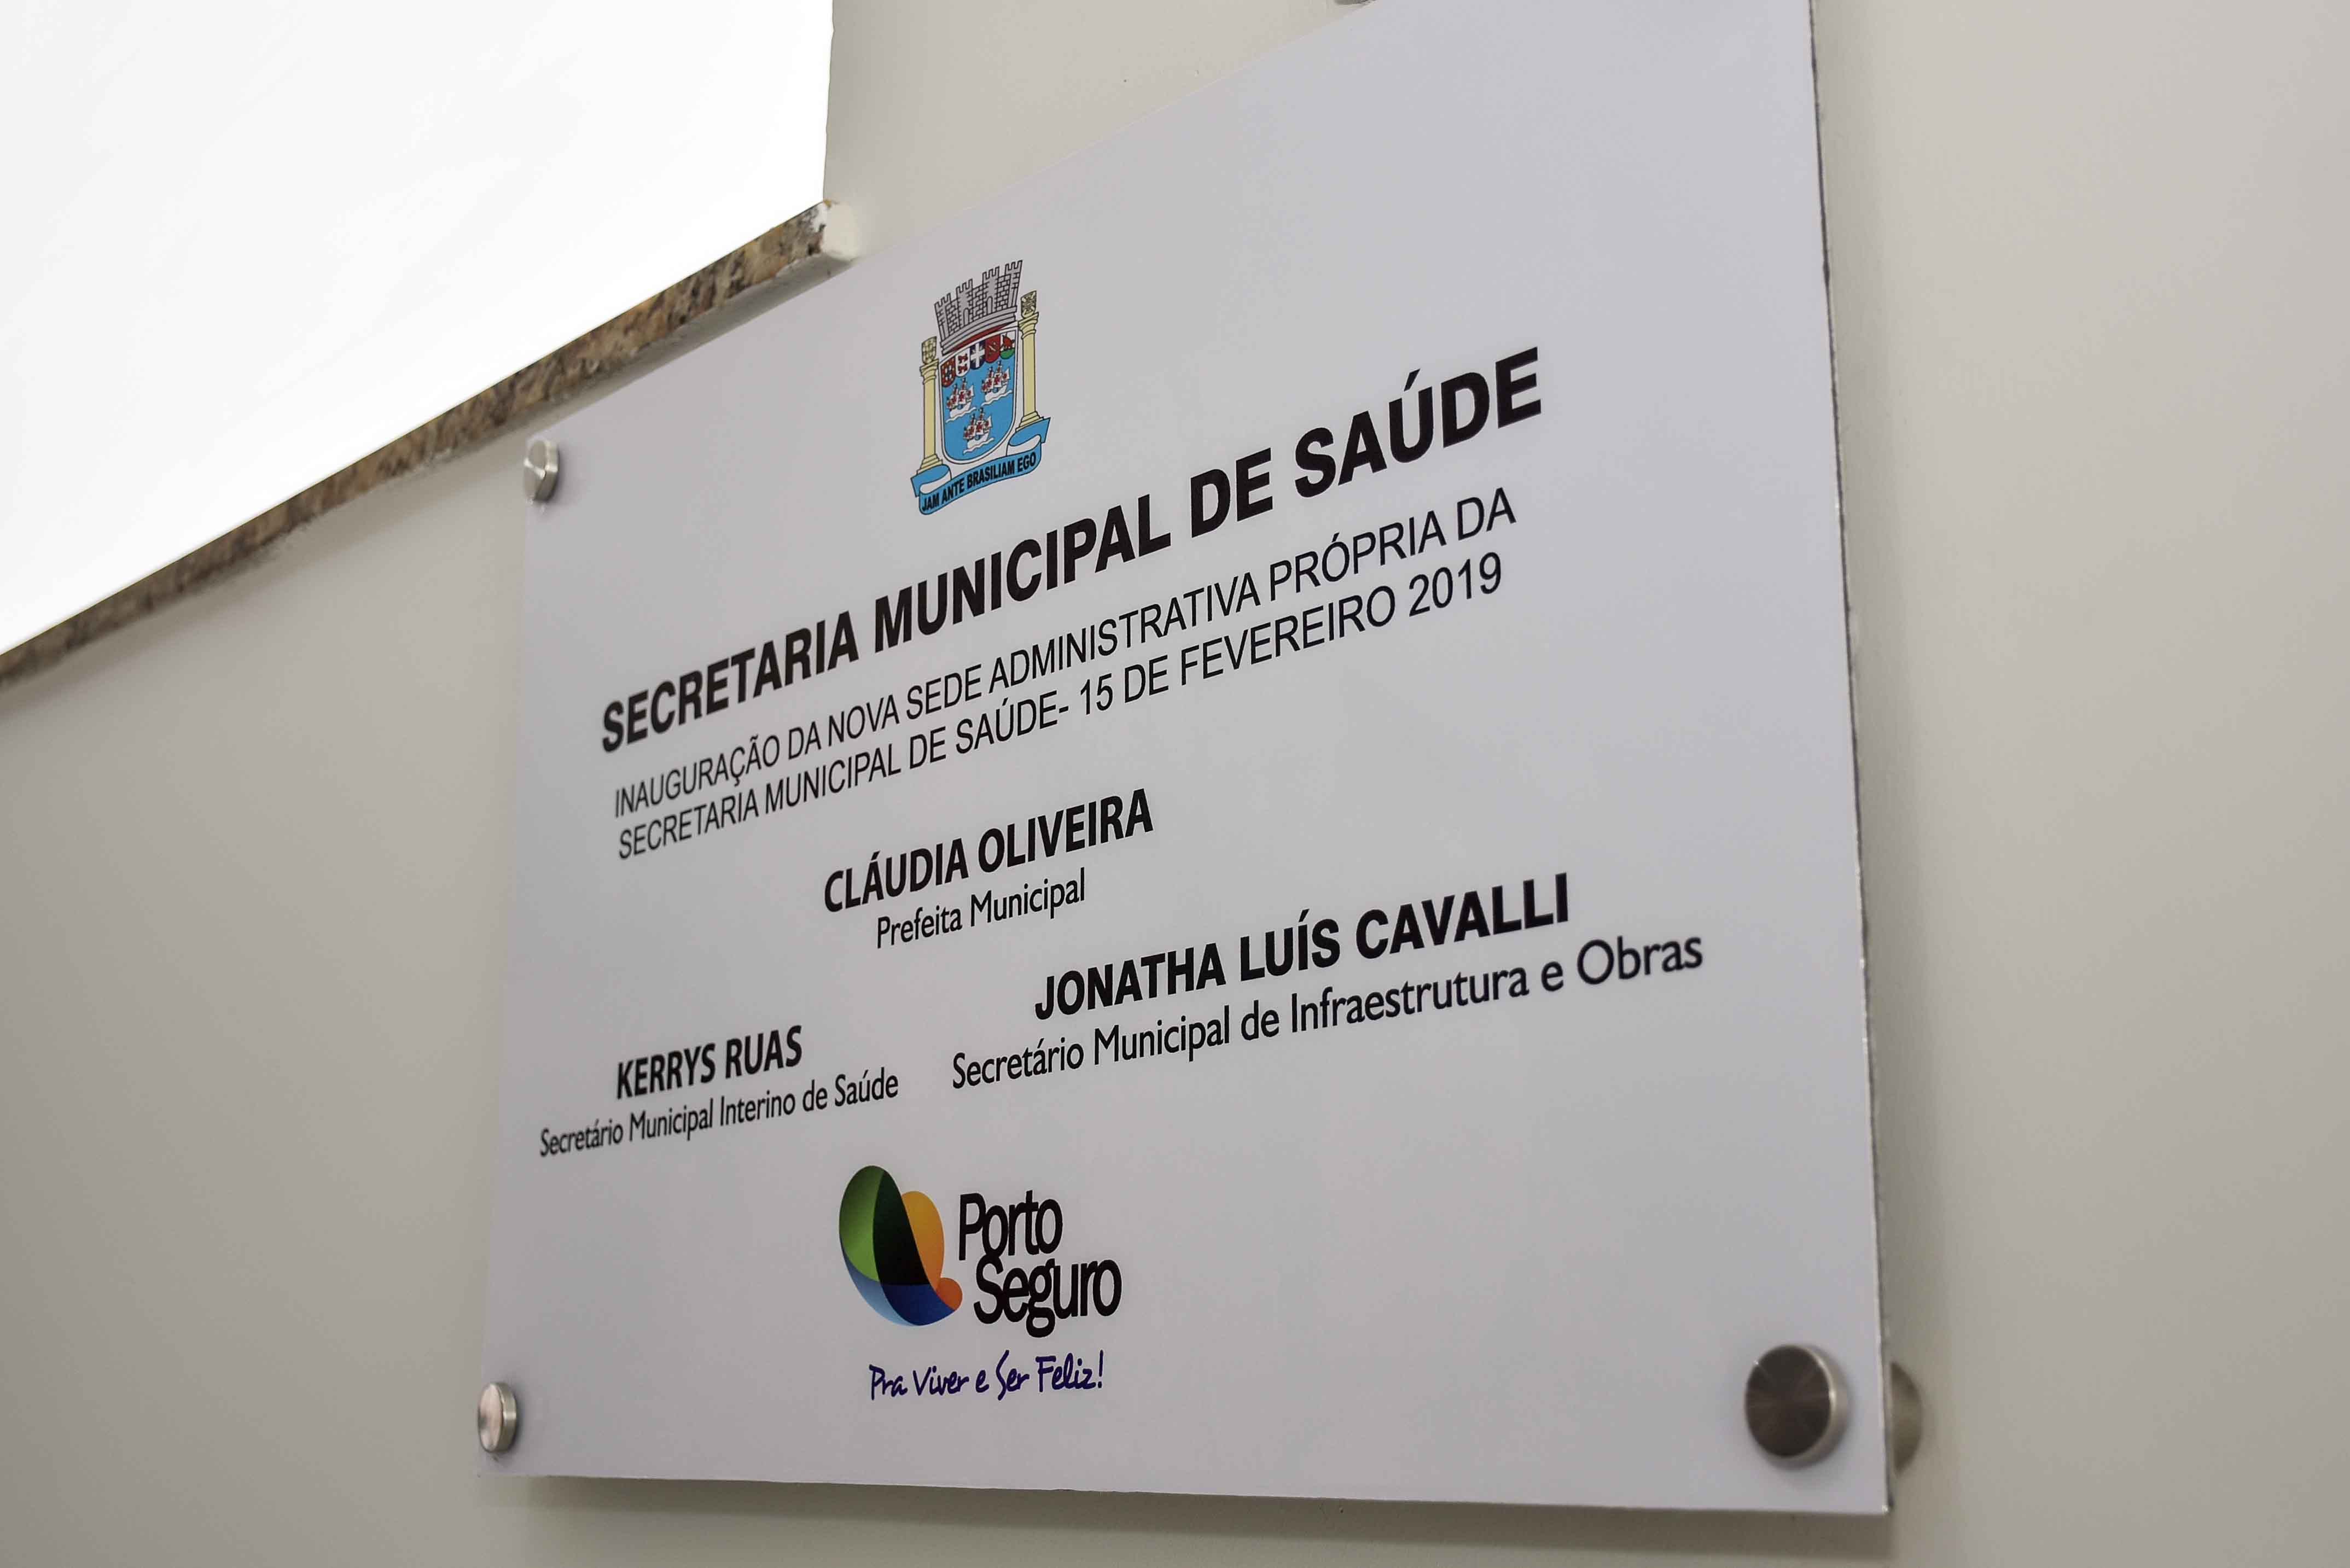 JAM ANTE BRASILIAM EGO
SECRETARIA MUNICIPAL DE SAÚDE
INAUGURAÇÃO DA NOVA SEDE ADMINISTRATIVA PRÓPRIA DA
SECRETARIA MUNICIPAL DE SAÚDE- 15 DE FEVEREIRO 2019
CLÁUDIA OLIVEIRA
Prefeita Municipal
KERRYS RUAS
Secretário Municipal Interino de Saúde
JONATHA LUÍS CAVALLI
Secretário Municipal de Infraestrutura e Obras
Porto
Seguro
Pra Viver e Ser Feliz!